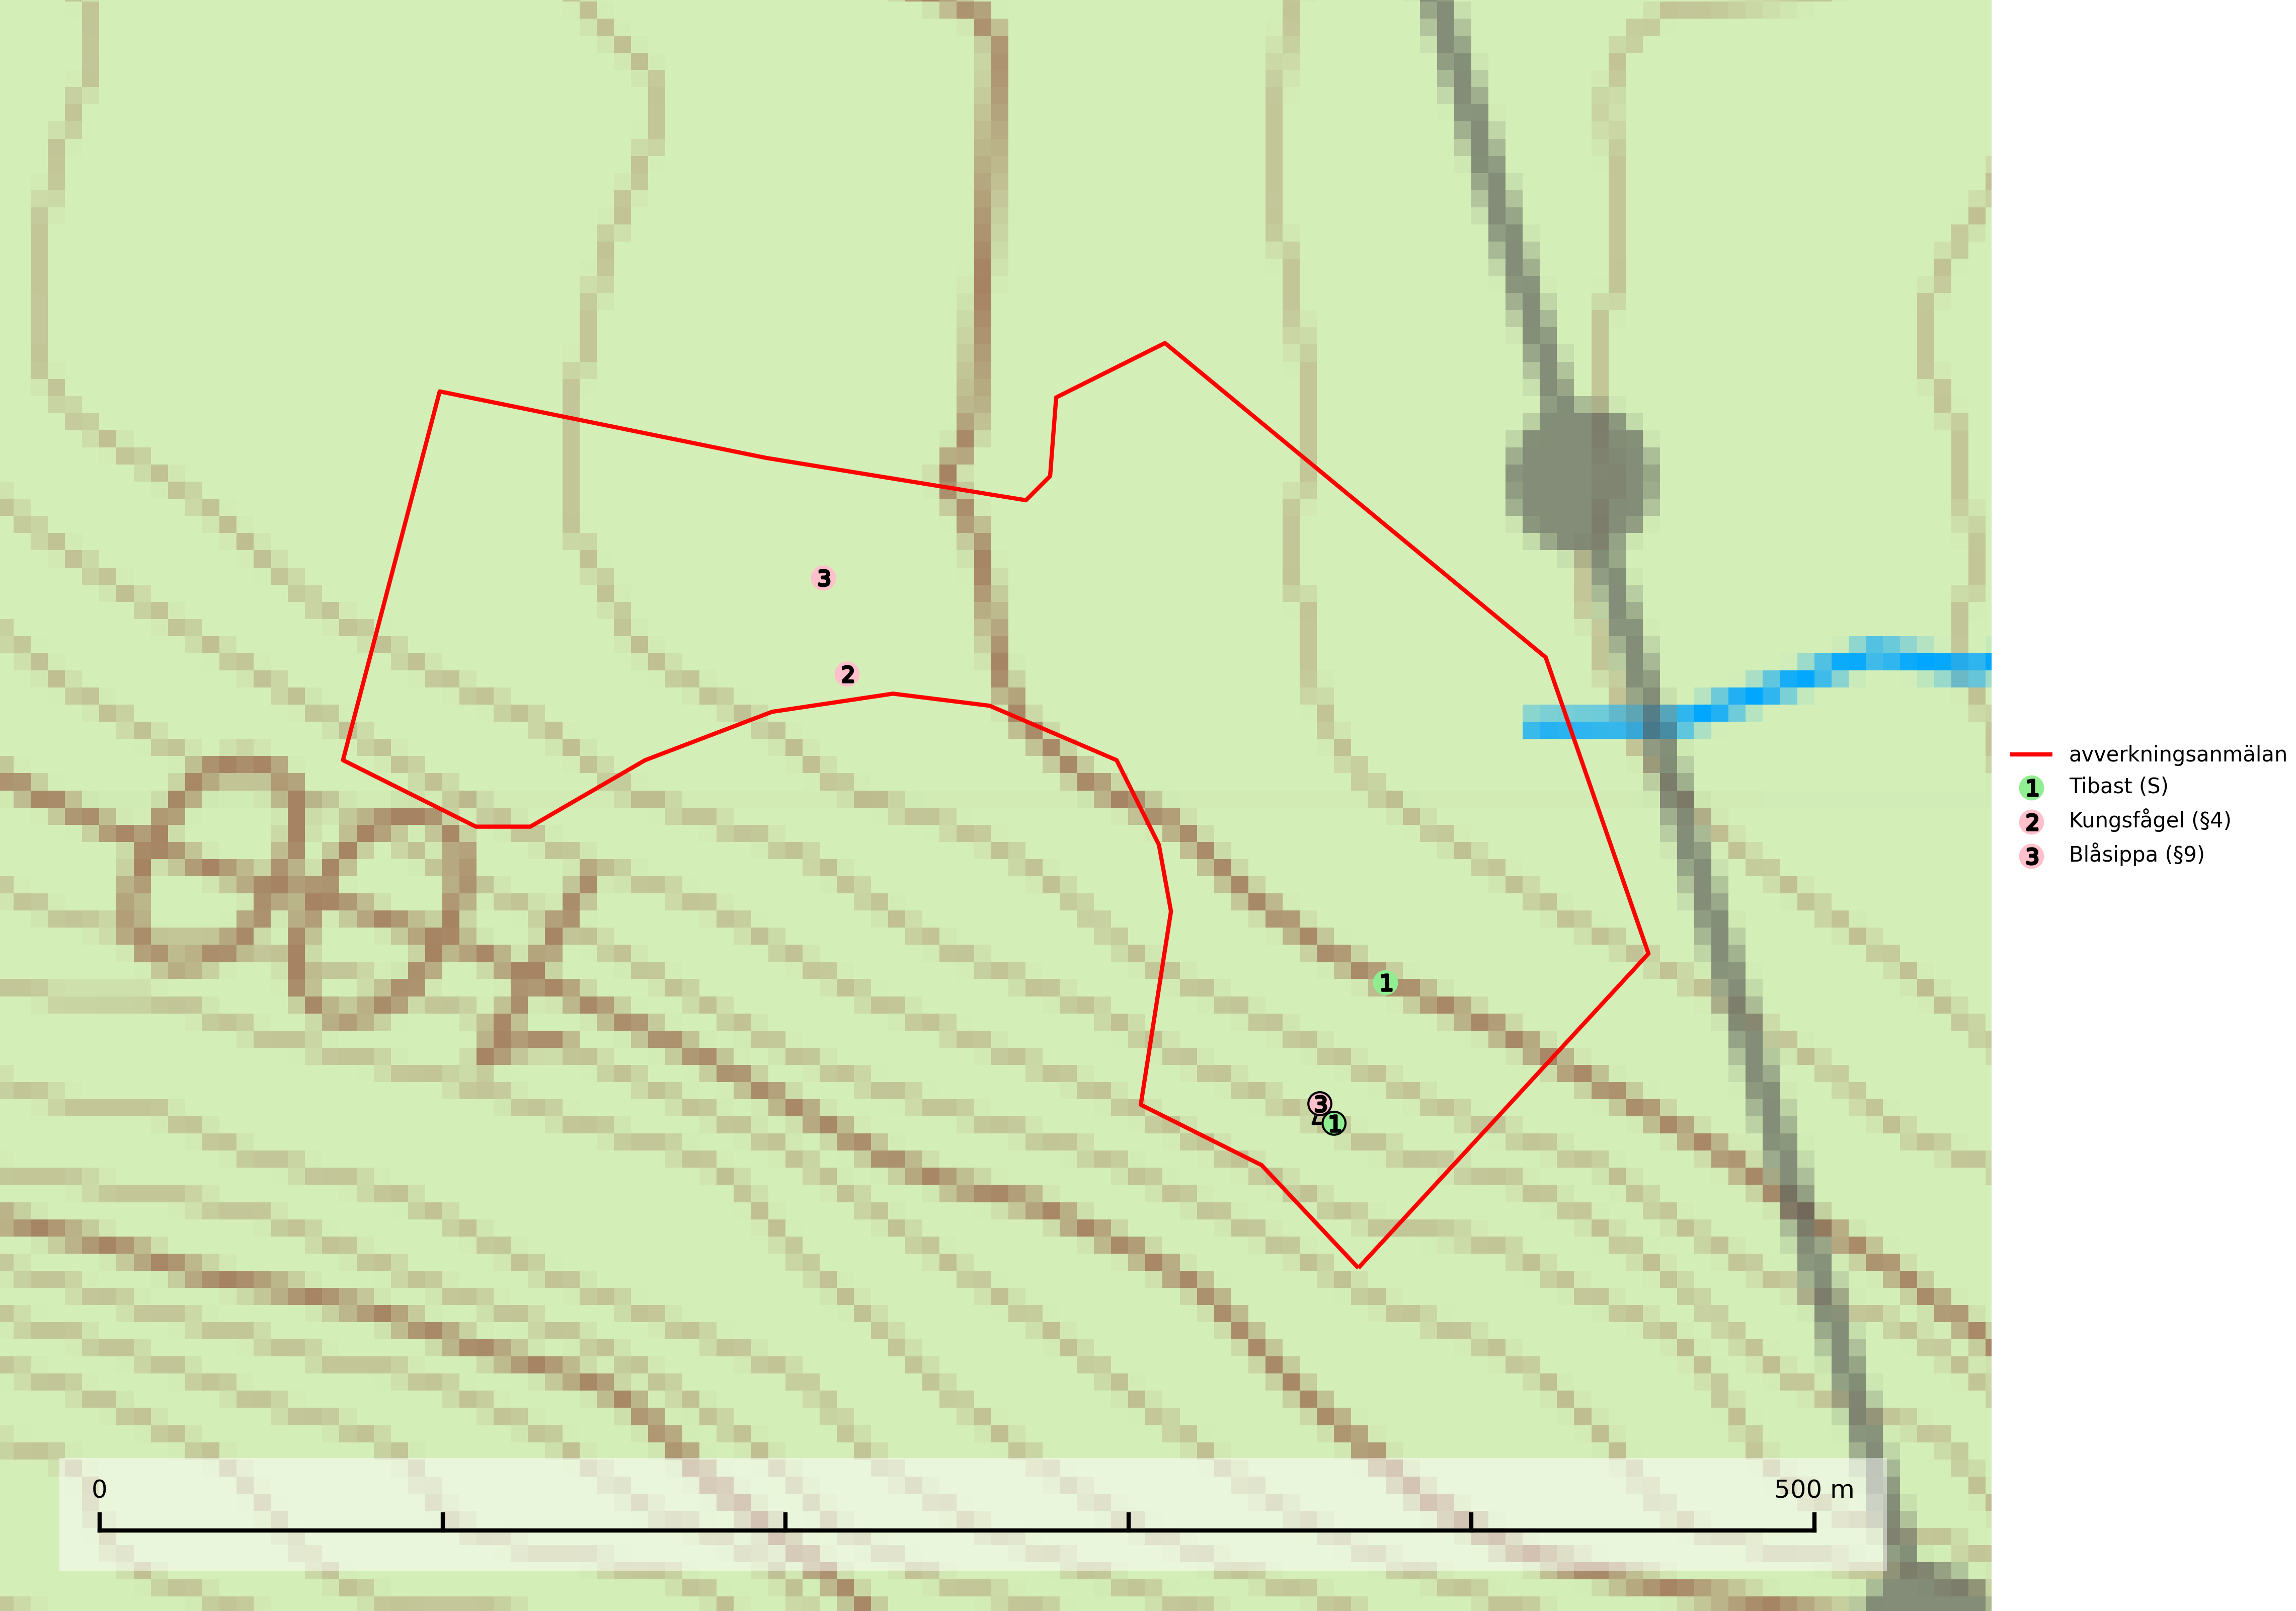 3
2
1
3
1
0
500 m
avverkningsanmälan
1 Tibast (S)
2 Kungsfågel (§4)
3 Blåsippa (§9)